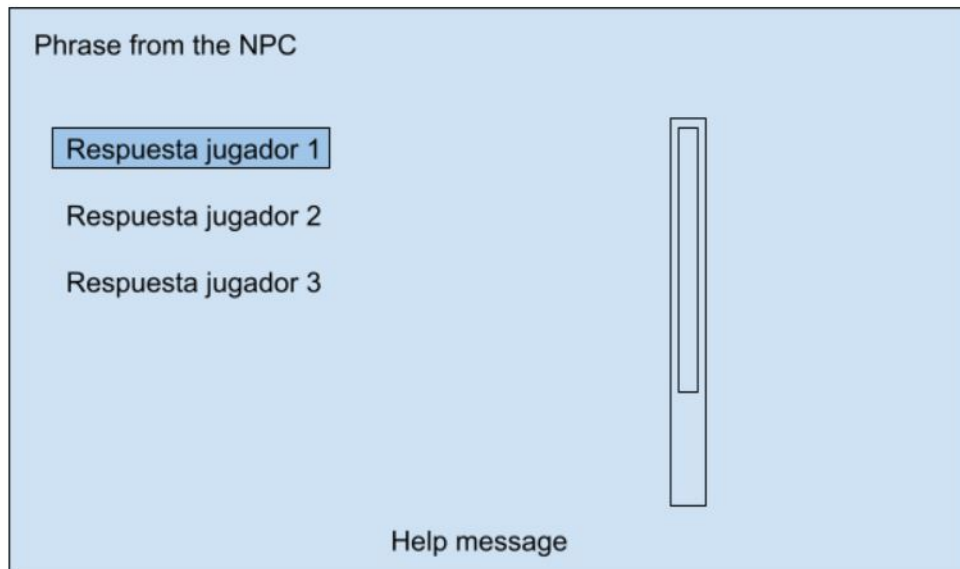 Phrase from the NPC
Respuesta jugador 1
Respuesta jugador 2
Respuesta jugador 3
Help message